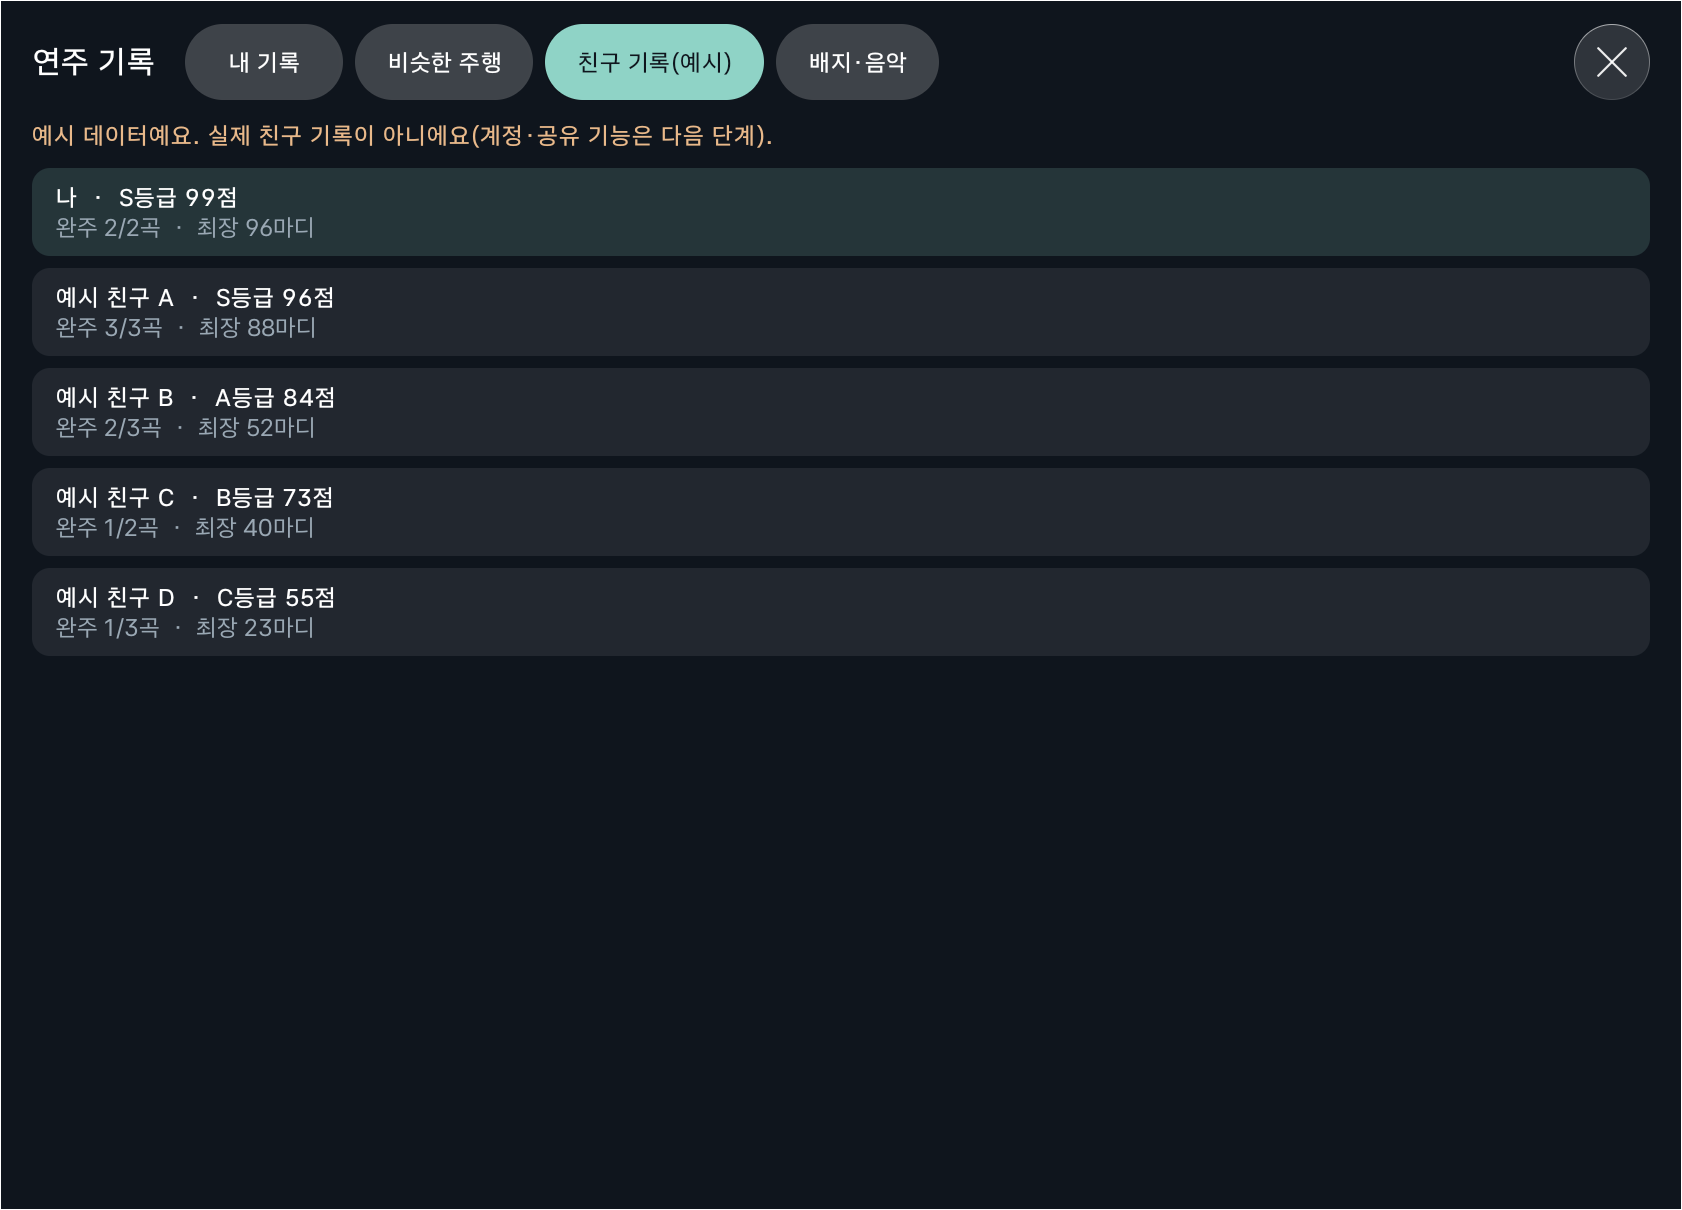 연주 기록
내 기록
비슷한 주행
친구 기록(예시)
배지·음악
예시 데이터예요. 실제 친구 기록이 아니에요(계정·공유 기능은 다음 단계).
나 · S등급 99점
완주 2/2곡 · 최장 96마디
예시 친구 A · S등급 96점
완주 3/3곡 · 최장 88마디
예시 친구 B · A등급 84점
완주 2/3곡 · 최장 52마디
예시 친구 C · B등급 73점
완주 1/2곡 · 최장 40마디
예시 친구 D · C등급 55점
완주 1/3곡 · 최장 23마디